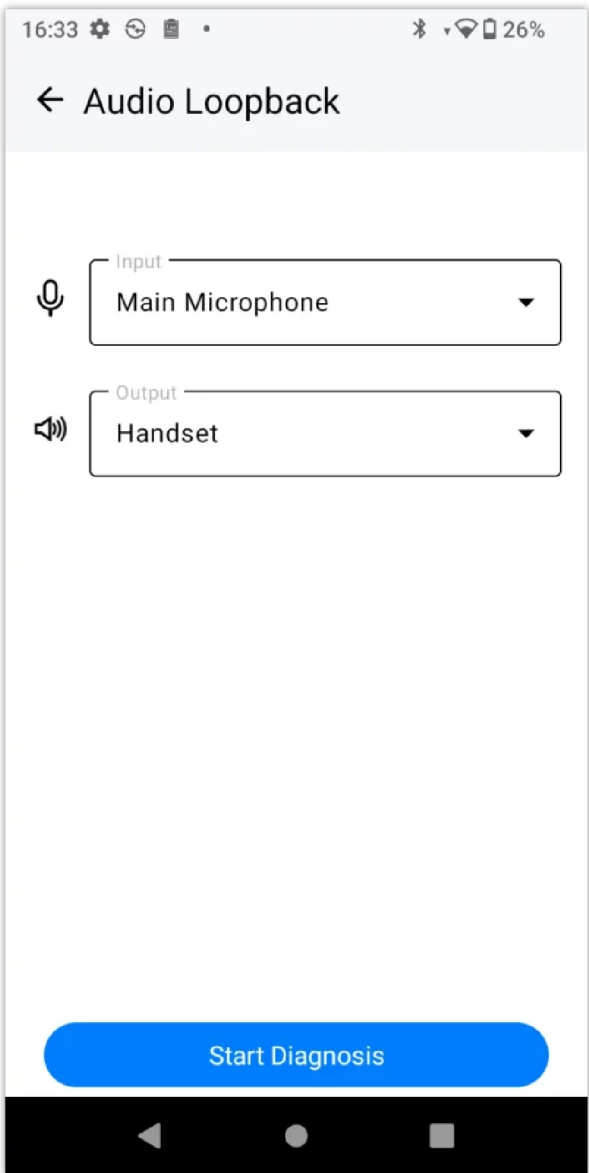 16:33 26%
Audio Loopback
Input
Main Microphone
Output
Handset
Start Diagnosis